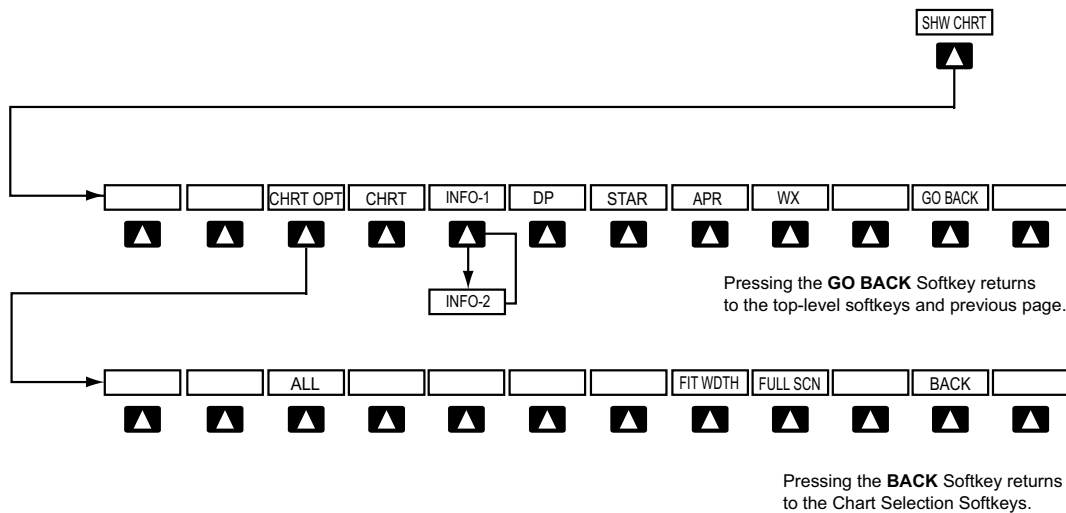 SHW CHRT
CHRT OPT CHRT INFO-1 DP STAR APR WX GO BACK
INFO-2
Pressing the GO BACK Softkey returns
to the top-level softkeys and previous page.
ALL FIT WDTH FULL SCN BACK
Pressing the BACK Softkey returns
to the Chart Selection Softkeys.